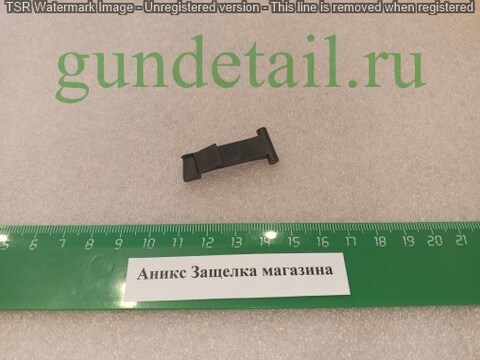 TSR Watermark Image - Unregistered version - This line is removed when registered
gundetail.ru
5 6 7 8 9 10 11 12 13 14 15 16 17 18 19 20 21
Аникс Защелка магазина